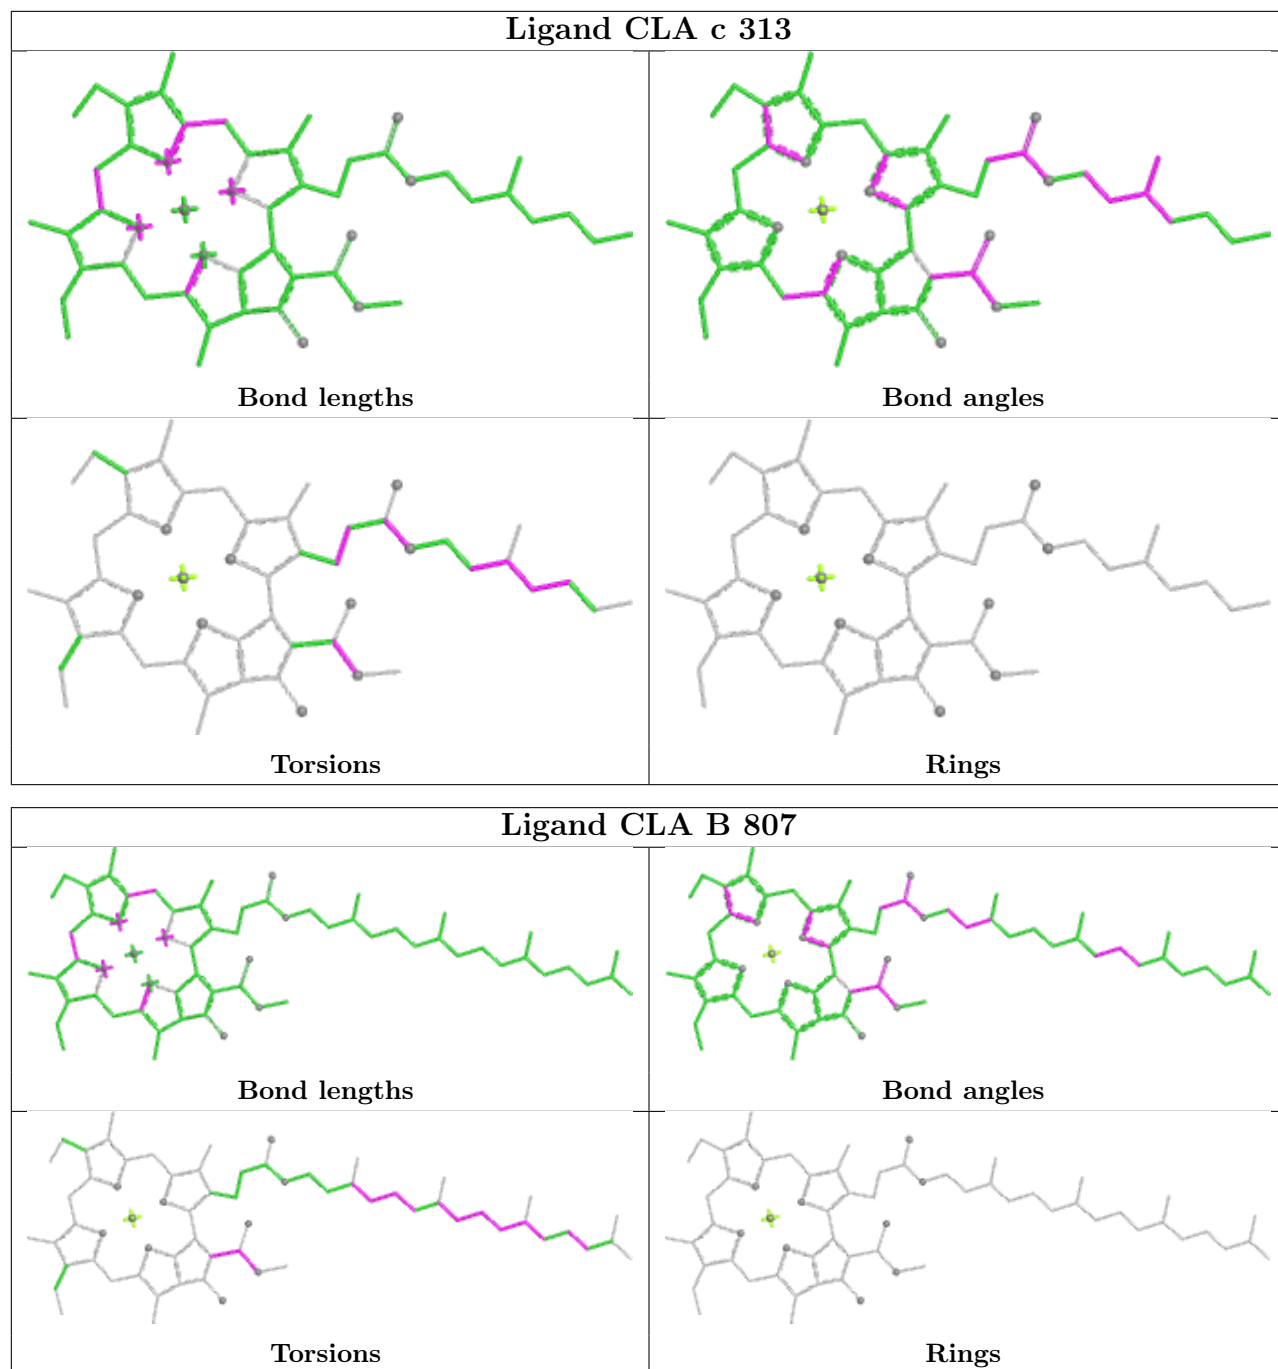 Ligand CLA c 313
Bond lengths
Bond angles
Torsions
Rings
Ligand CLA B 807
Bond lengths
Bond angles
Torsions
Rings